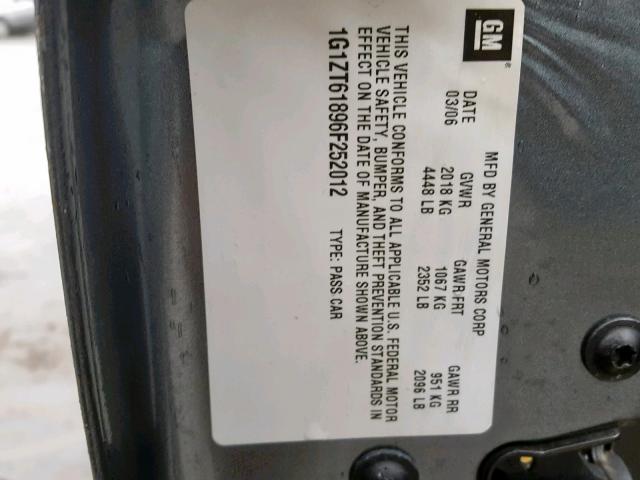 GM®
MFD BY GENERAL MOTORS CORP
DATE GVWR GAWR FRT GAWR RR
03/06 2018 KG 1067 KG 951 KG
4448 LB 2352 LB 2096 LB
THIS VEHICLE CONFORMS TO ALL APPLICABLE U.S. FEDERAL MOTOR
VEHICLE SAFETY, BUMPER, AND THEFT PREVENTION STANDARDS IN
EFFECT ON THE DATE OF MANUFACTURE SHOWN ABOVE.
1G1ZT61896F252012 TYPE: PASS CAR